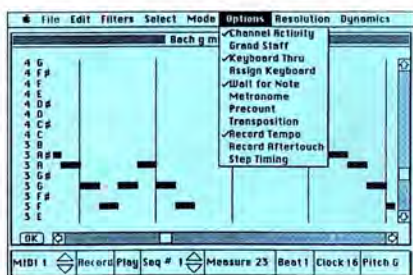 File Edit Filters Select Mode Options Resolution Dynamics
Bach g m
✓Channel Activity
Grand Staff
✓Keyboard Thru
Assign Keyboard
✓Wait for Note
Metronome
Precount
Transposition
✓Record Tempo
Record Aftertouch
Step Timing
4 G
4 F♯
4 F
4 E
4 D♯
4 D
4 C♯
4 C
3 B
3 A♯
3 A
3 G♯
3 G
3 F♯
3 F
3 E
OK
MIDI 1 Record Play Seq # 1 Measure 23 Beat 1 Clock 16 Pitch G